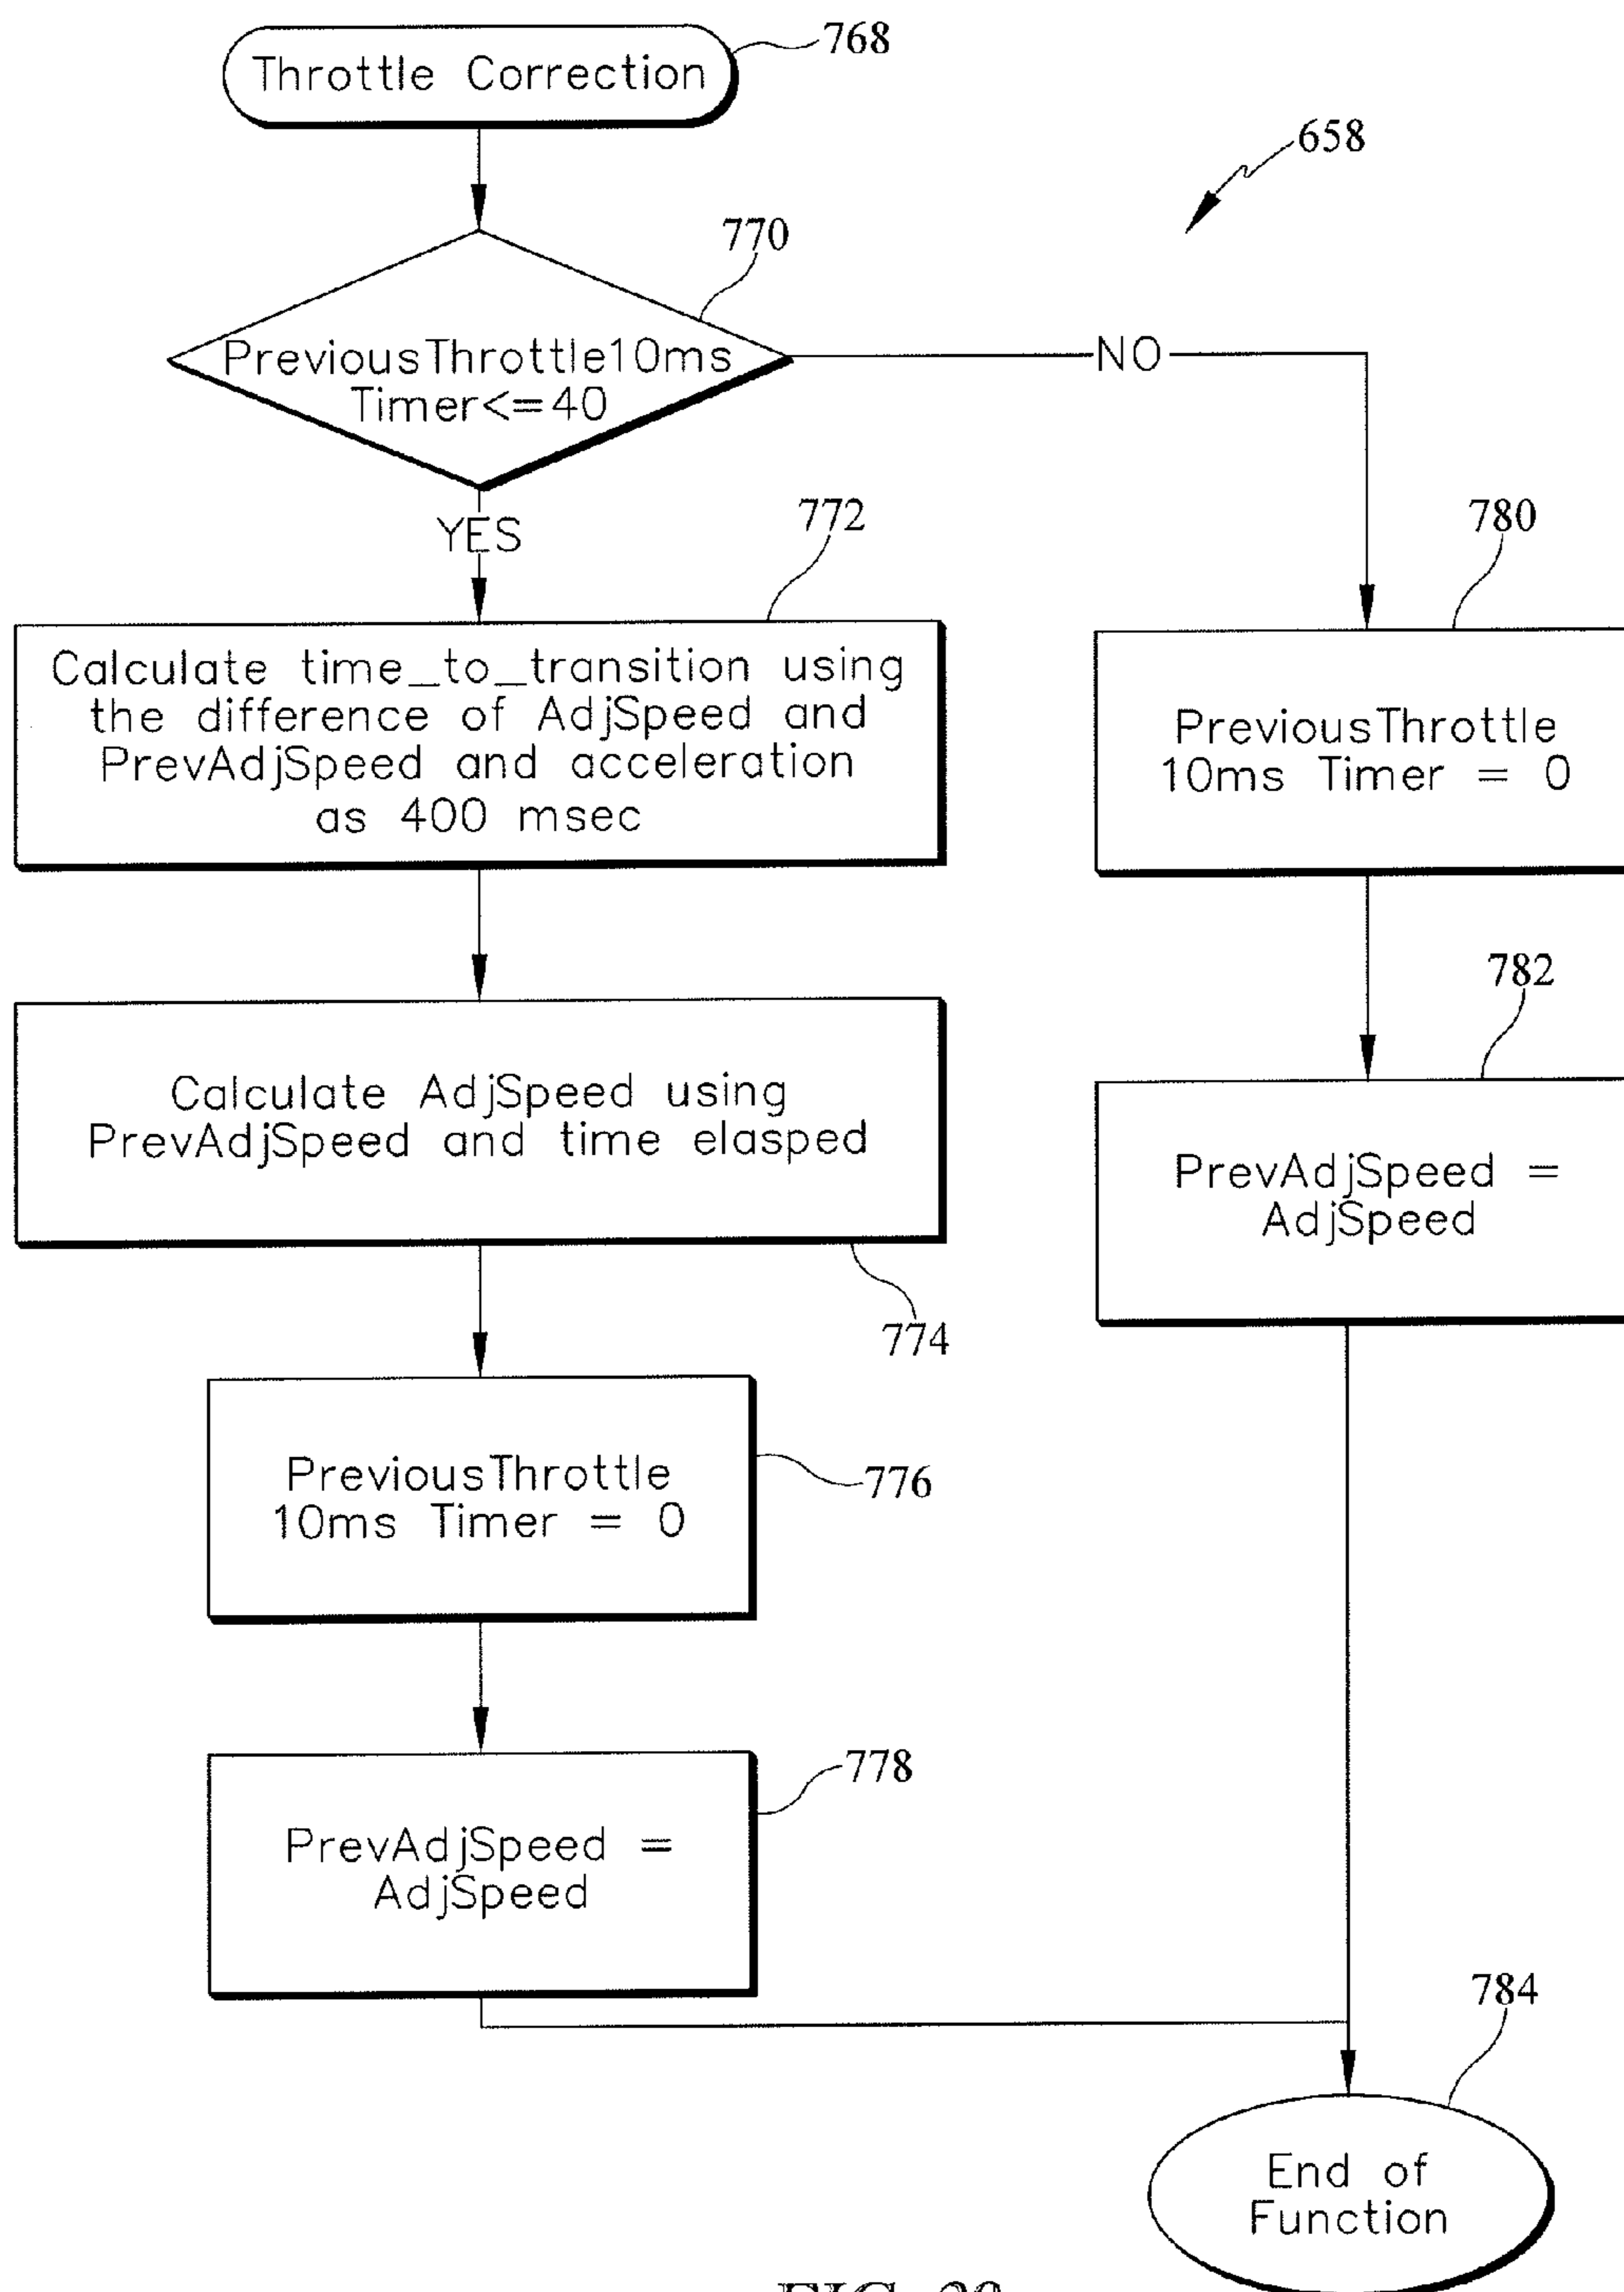 Throttle Correction
768
658
770
PreviousThrottle10ms
Timer<=40
NO
YES
772
780
Calculate time_to_transition using
the difference of AdjSpeed and
PrevAdjSpeed and acceleration
as 400 msec
PreviousThrottle
10ms Timer = 0
782
Calculate AdjSpeed using
PrevAdjSpeed and time elasped
PrevAdjSpeed =
AdjSpeed
774
PreviousThrottle
10ms Timer = 0
776
778
PrevAdjSpeed =
AdjSpeed
784
End of
Function